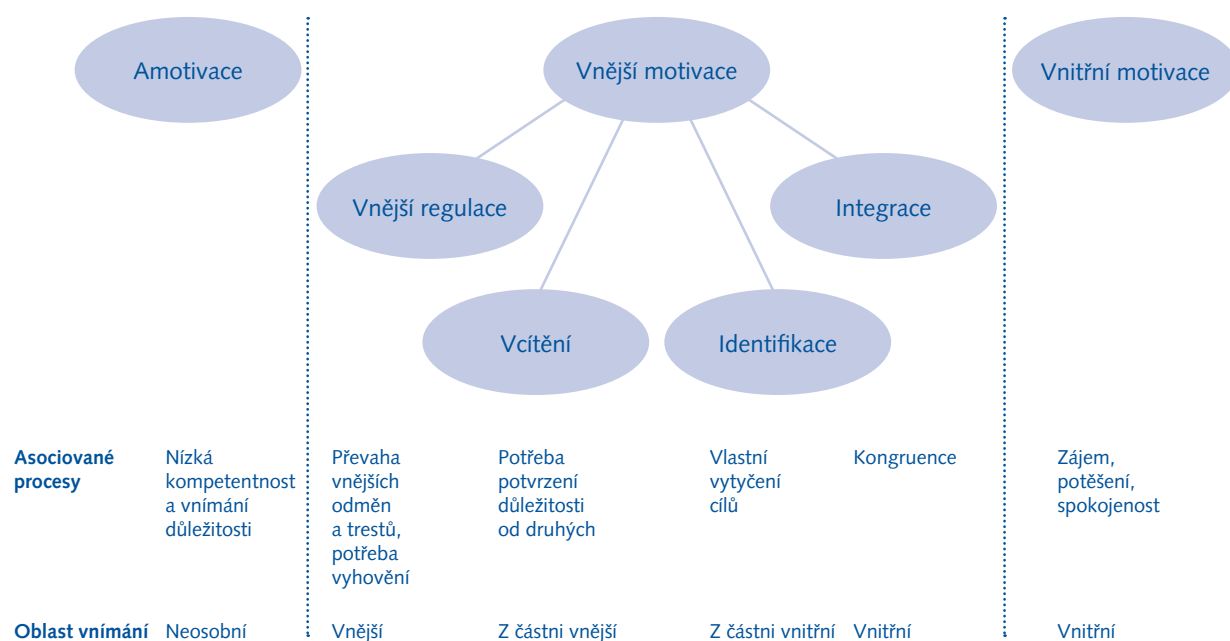 Amotivace
Vnější motivace
Vnitřní motivace
Vnější regulace
Integrace
Vcítění
Identifikace
Asociované
procesy
Nízká
kompetentnost
a vnímání
důležitosti
Převaha
vnějších
odměn
a trestů,
potřeba
vyhovění
Potřeba
potvrzení
důležitosti
od druhých
Vlastní
vytyčení
cílů
Kongruence
Zájem,
potěšení,
spokojenost
Oblast vnímání Neosobní Vnější Z částni vnější Z částni vnitřní Vnitřní Vnitřní